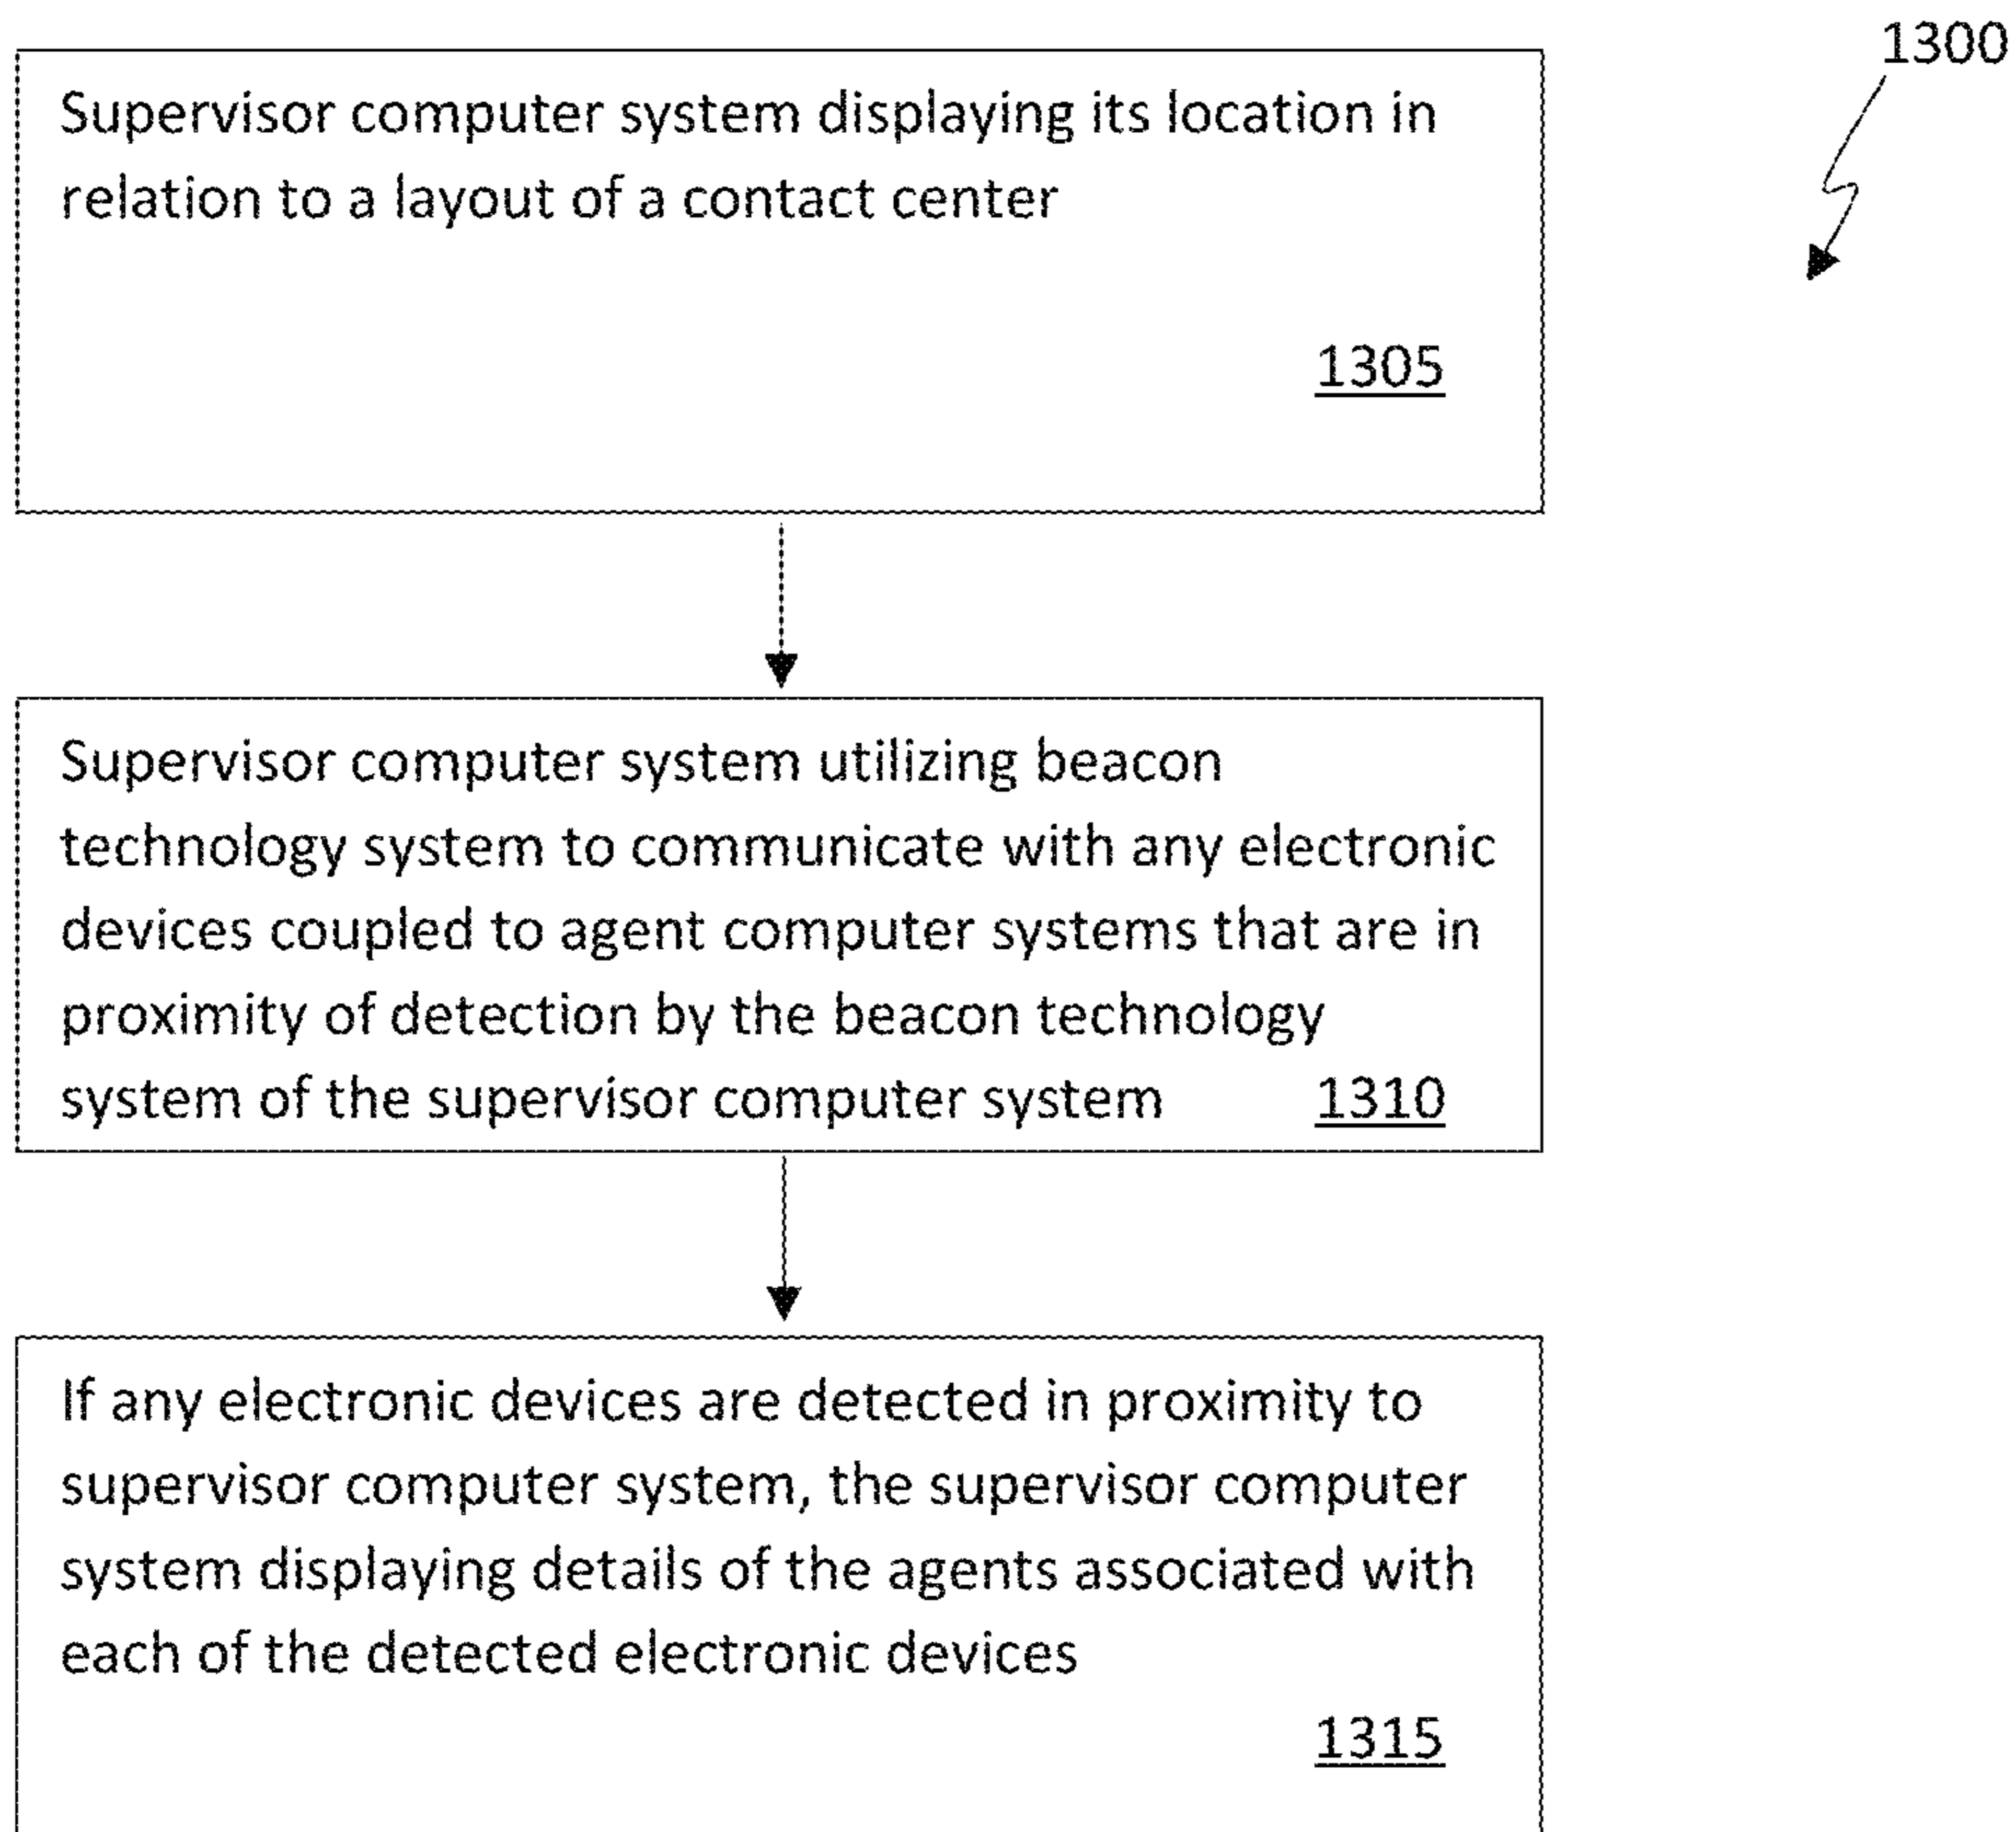 1300
Supervisor computer system displaying its location in
relation to a layout of a contact center
1305
Supervisor computer system utilizing beacon
technology system to communicate with any electronic
devices coupled to agent computer systems that are in
proximity of detection by the beacon technology
system of the supervisor computer system 1310
If any electronic devices are detected in proximity to
supervisor computer system, the supervisor computer
system displaying details of the agents associated with
each of the detected electronic devices
1315